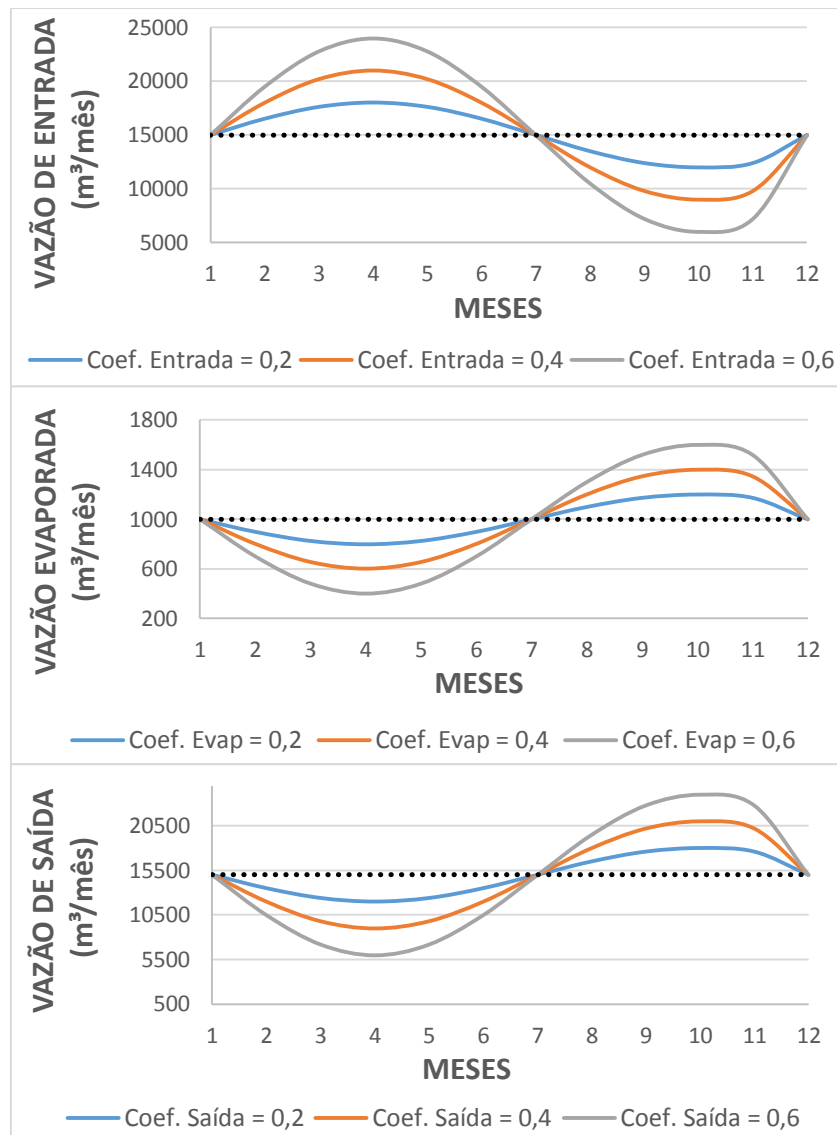 VAZÃO DE ENTRADA
(m³/mês)
25000
20000
15000
10000
5000
1 2 3 4 5 6 7 8 9 10 11 12
MESES
Coef. Entrada = 0,2 Coef. Entrada = 0,4 Coef. Entrada = 0,6
VAZÃO EVAPORADA
(m³/mês)
1800
1400
1000
600
200
1 2 3 4 5 6 7 8 9 10 11 12
MESES
Coef. Evap = 0,2 Coef. Evap = 0,4 Coef. Evap = 0,6
VAZÃO DE SAÍDA
(m³/mês)
20500
15500
10500
5500
500
1 2 3 4 5 6 7 8 9 10 11 12
MESES
Coef. Saída = 0,2 Coef. Saída = 0,4 Coef. Saída = 0,6